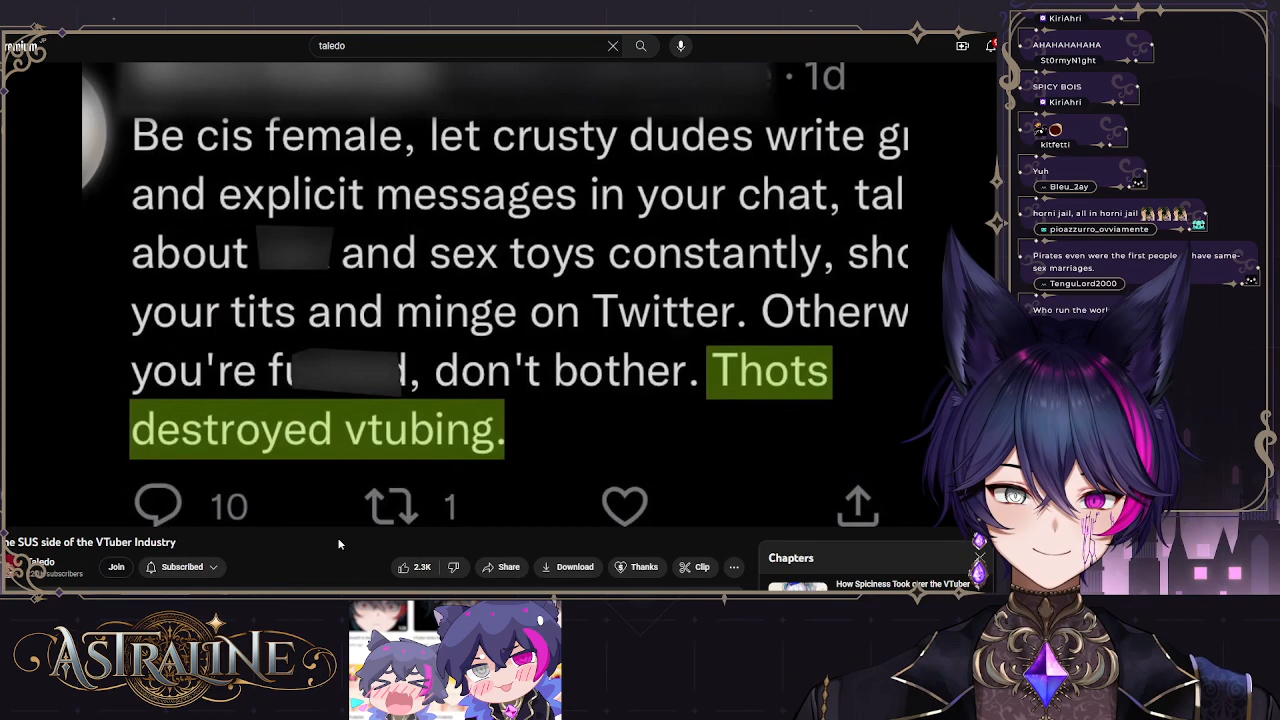 taledo
1d
Be cis female, let crusty dudes write gr
and explicit messages in your chat, tal
about and sex toys constantly, sho
your tits and minge on Twitter. Otherw
you're fu d, don't bother. Thots
destroyed vtubing.
10
1
he SUS side of the VTuber Industry
Taledo
subscribers
Join
Subscribed
2.3K
Share
Download
Thanks
Clip
Chapters
How Spiciness Took over the VTuber
ASTRALINE
KiriAhri
AHAHAHAHAHA
St0rmyN1ght
SPICY BOIS
KiriAhri
kitfetti
Yuh
Bleu_2ay
horni jail, all in horni jail
pioazzurro_ovviamente
Pirates even were the first people have same-
sex marriages.
TenguLord2000
Who run the worl